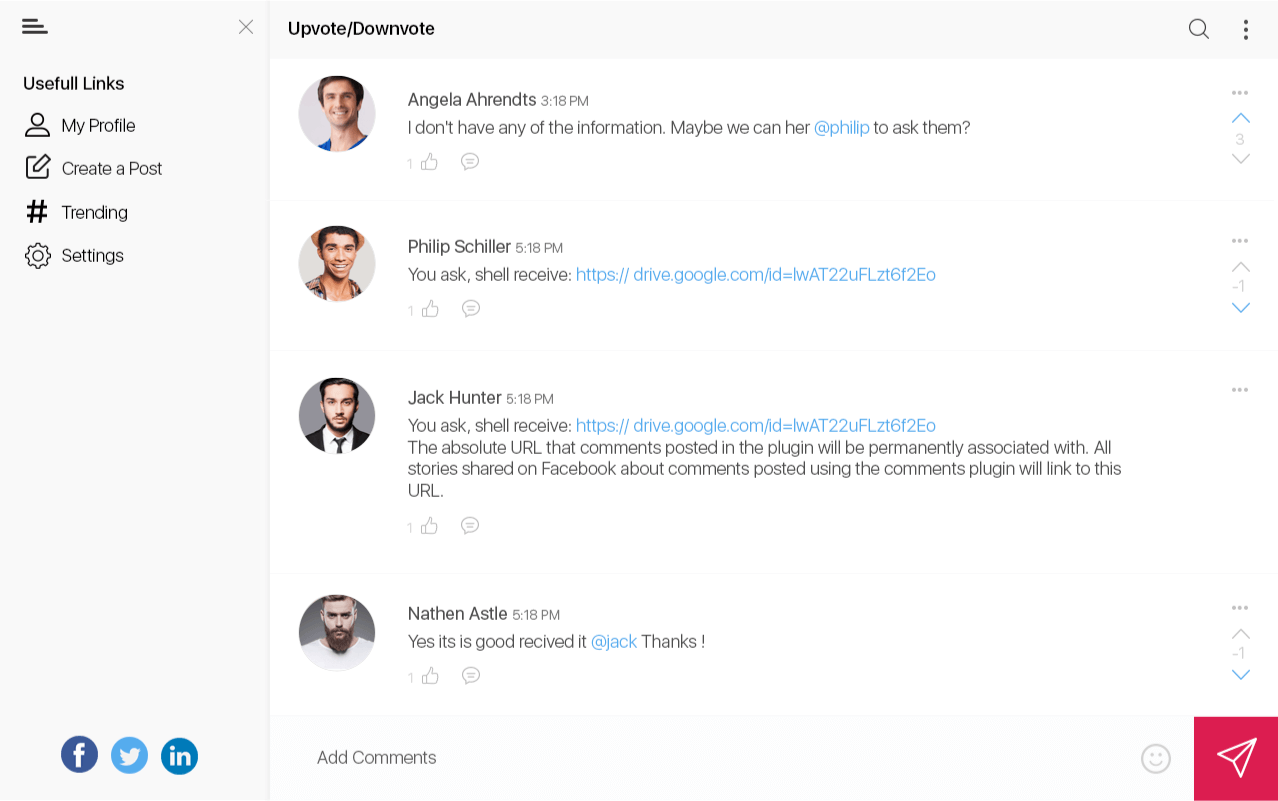 Upvote/Downvote
Usefull Links
My Profile
Create a Post
Trending
Settings
Angela Ahrendts 3:18 PM
I don't have any of the information. Maybe we can her @philip to ask them?
1
3
Philip Schiller 5:18 PM
You ask, shell receive: https:// drive.google.com/id=lwAT22uFLzt6f2Eo
1
-1
Jack Hunter 5:18 PM
You ask, shell receive: https:// drive.google.com/id=lwAT22uFLzt6f2Eo
The absolute URL that comments posted in the plugin will be permanently associated with. All
stories shared on Facebook about comments posted using the comments plugin will link to this
URL.
1
Nathen Astle 5:18 PM
Yes its is good recived it @jack Thanks !
1
-1
Add Comments